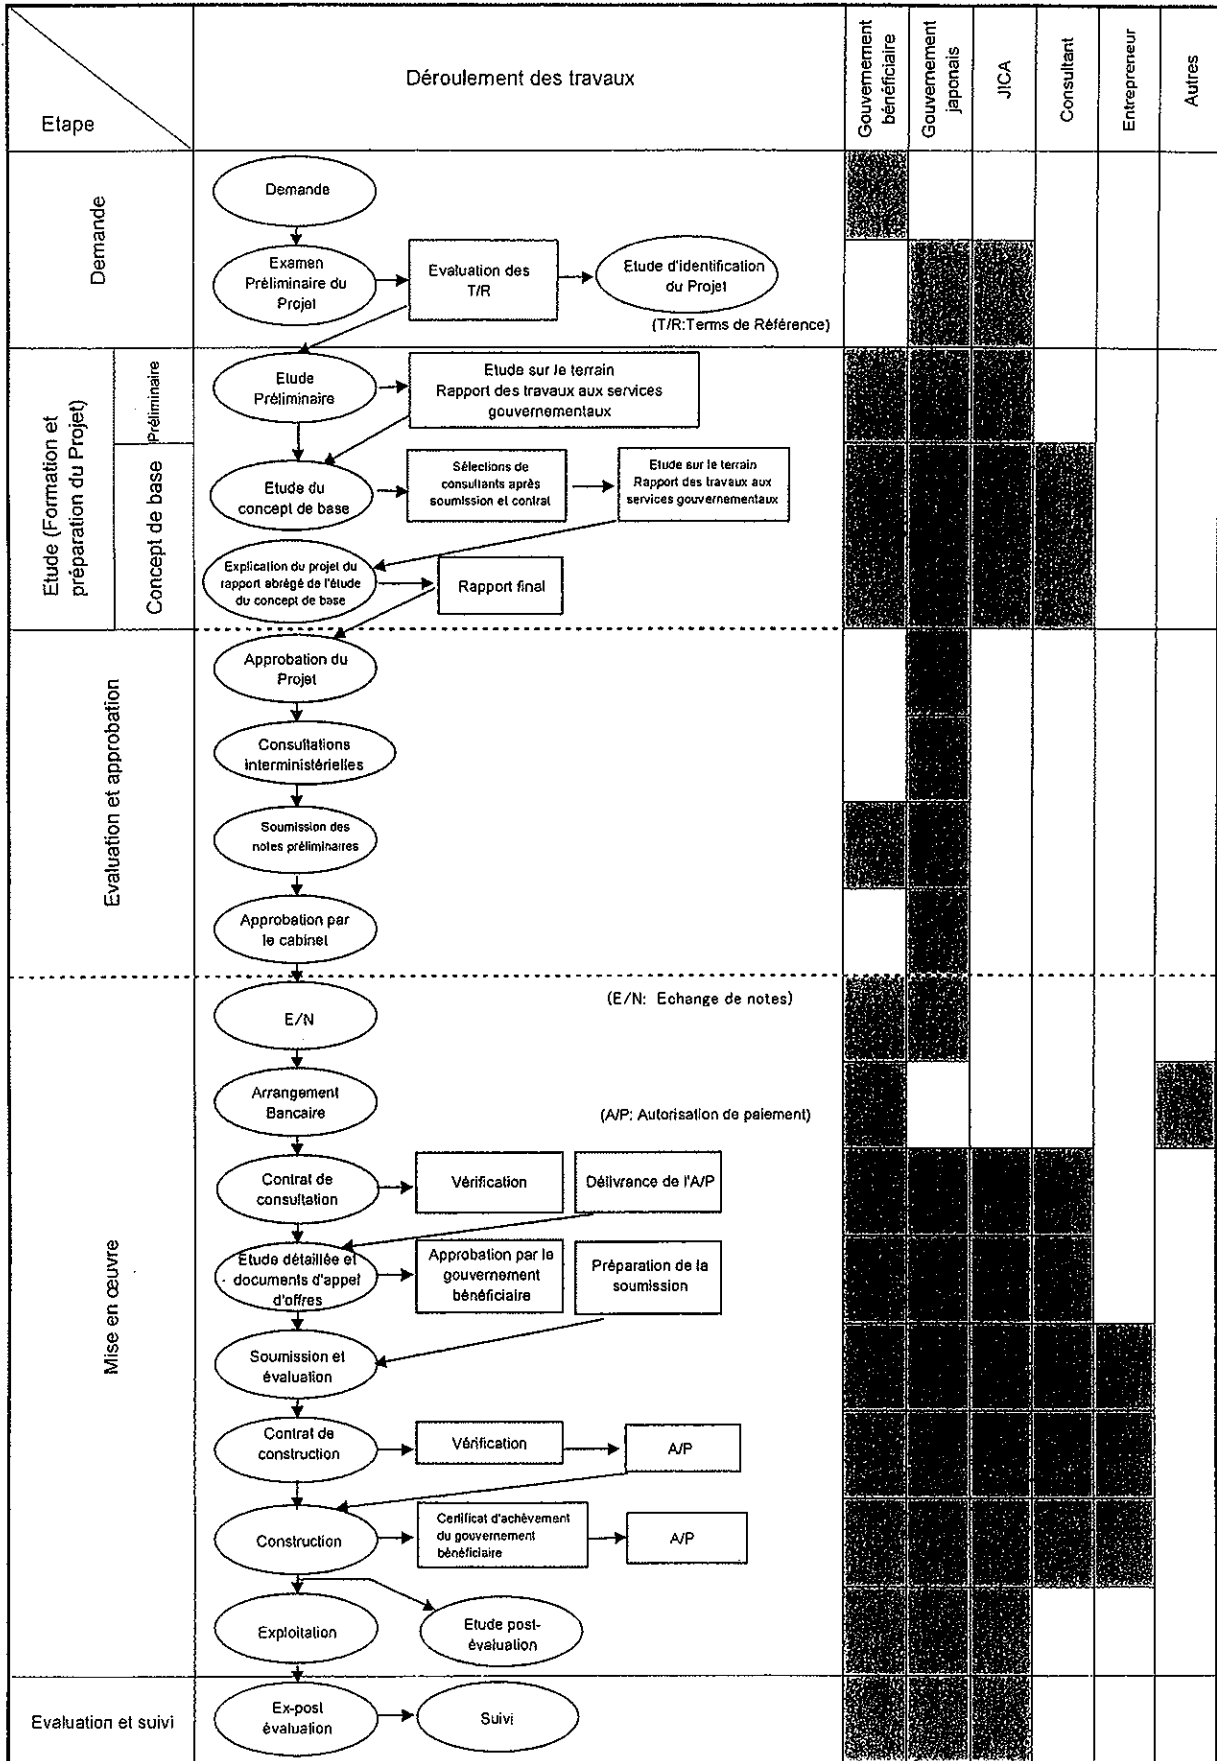 Etape
Déroulement des travaux
Gouvernement
bénéficiaire
Gouvernement
japonais
JICA
Consultant
Entrepreneur
Autres
Demande
Demande
Examen
Préliminaire du
Projet
Evaluation des
T/R
Etude d'identification
du Projet
(T/R:Terms de Référence)
Etude (Formation et
préparation du Projet)
Préliminaire
Etude
Préliminaire
Etude sur le terrain
Rapport des travaux aux services
gouvernementaux
Concept de base
Etude du
concept de base
Sélections de
consultants après
soumission et contrat
Etude sur le terrain
Rapport des travaux aux
services gouvernementaux
Explication du projet du
rapport abrégé de l'étude
du concept de base
Rapport final
Evaluation et approbation
Approbation du
Projet
Consultations
interministérielles
Soumission des
notes préliminaires
Approbation par
le cabinet
Mise en œuvre
E/N
(E/N: Echange de notes)
Arrangement
Bancaire
(A/P: Autorisation de paiement)
Contrat de
consultation
Vérification
Délivrance de l'A/P
Etude détaillée et
documents d'appel
d'offres
Approbation par le
gouvernement
bénéficiaire
Préparation de la
soumission
Soumission et
évaluation
Contrat de
construction
Vérification
A/P
Construction
Certificat d'achèvement
du gouvernement
bénéficiaire
A/P
Exploitation
Etude post-
évaluation
Evaluation et suivi
Ex-post
évaluation
Suivi